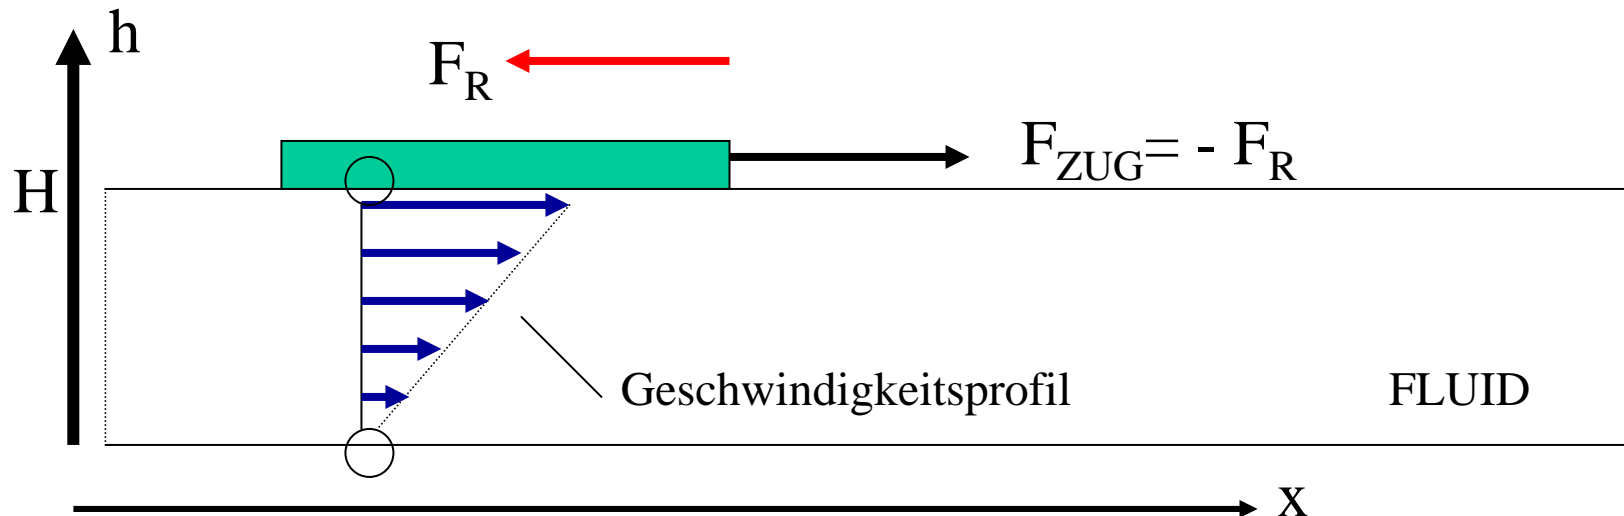 h
F_R
F_ZUG = - F_R
H
Geschwindigkeitsprofil
FLUID
x